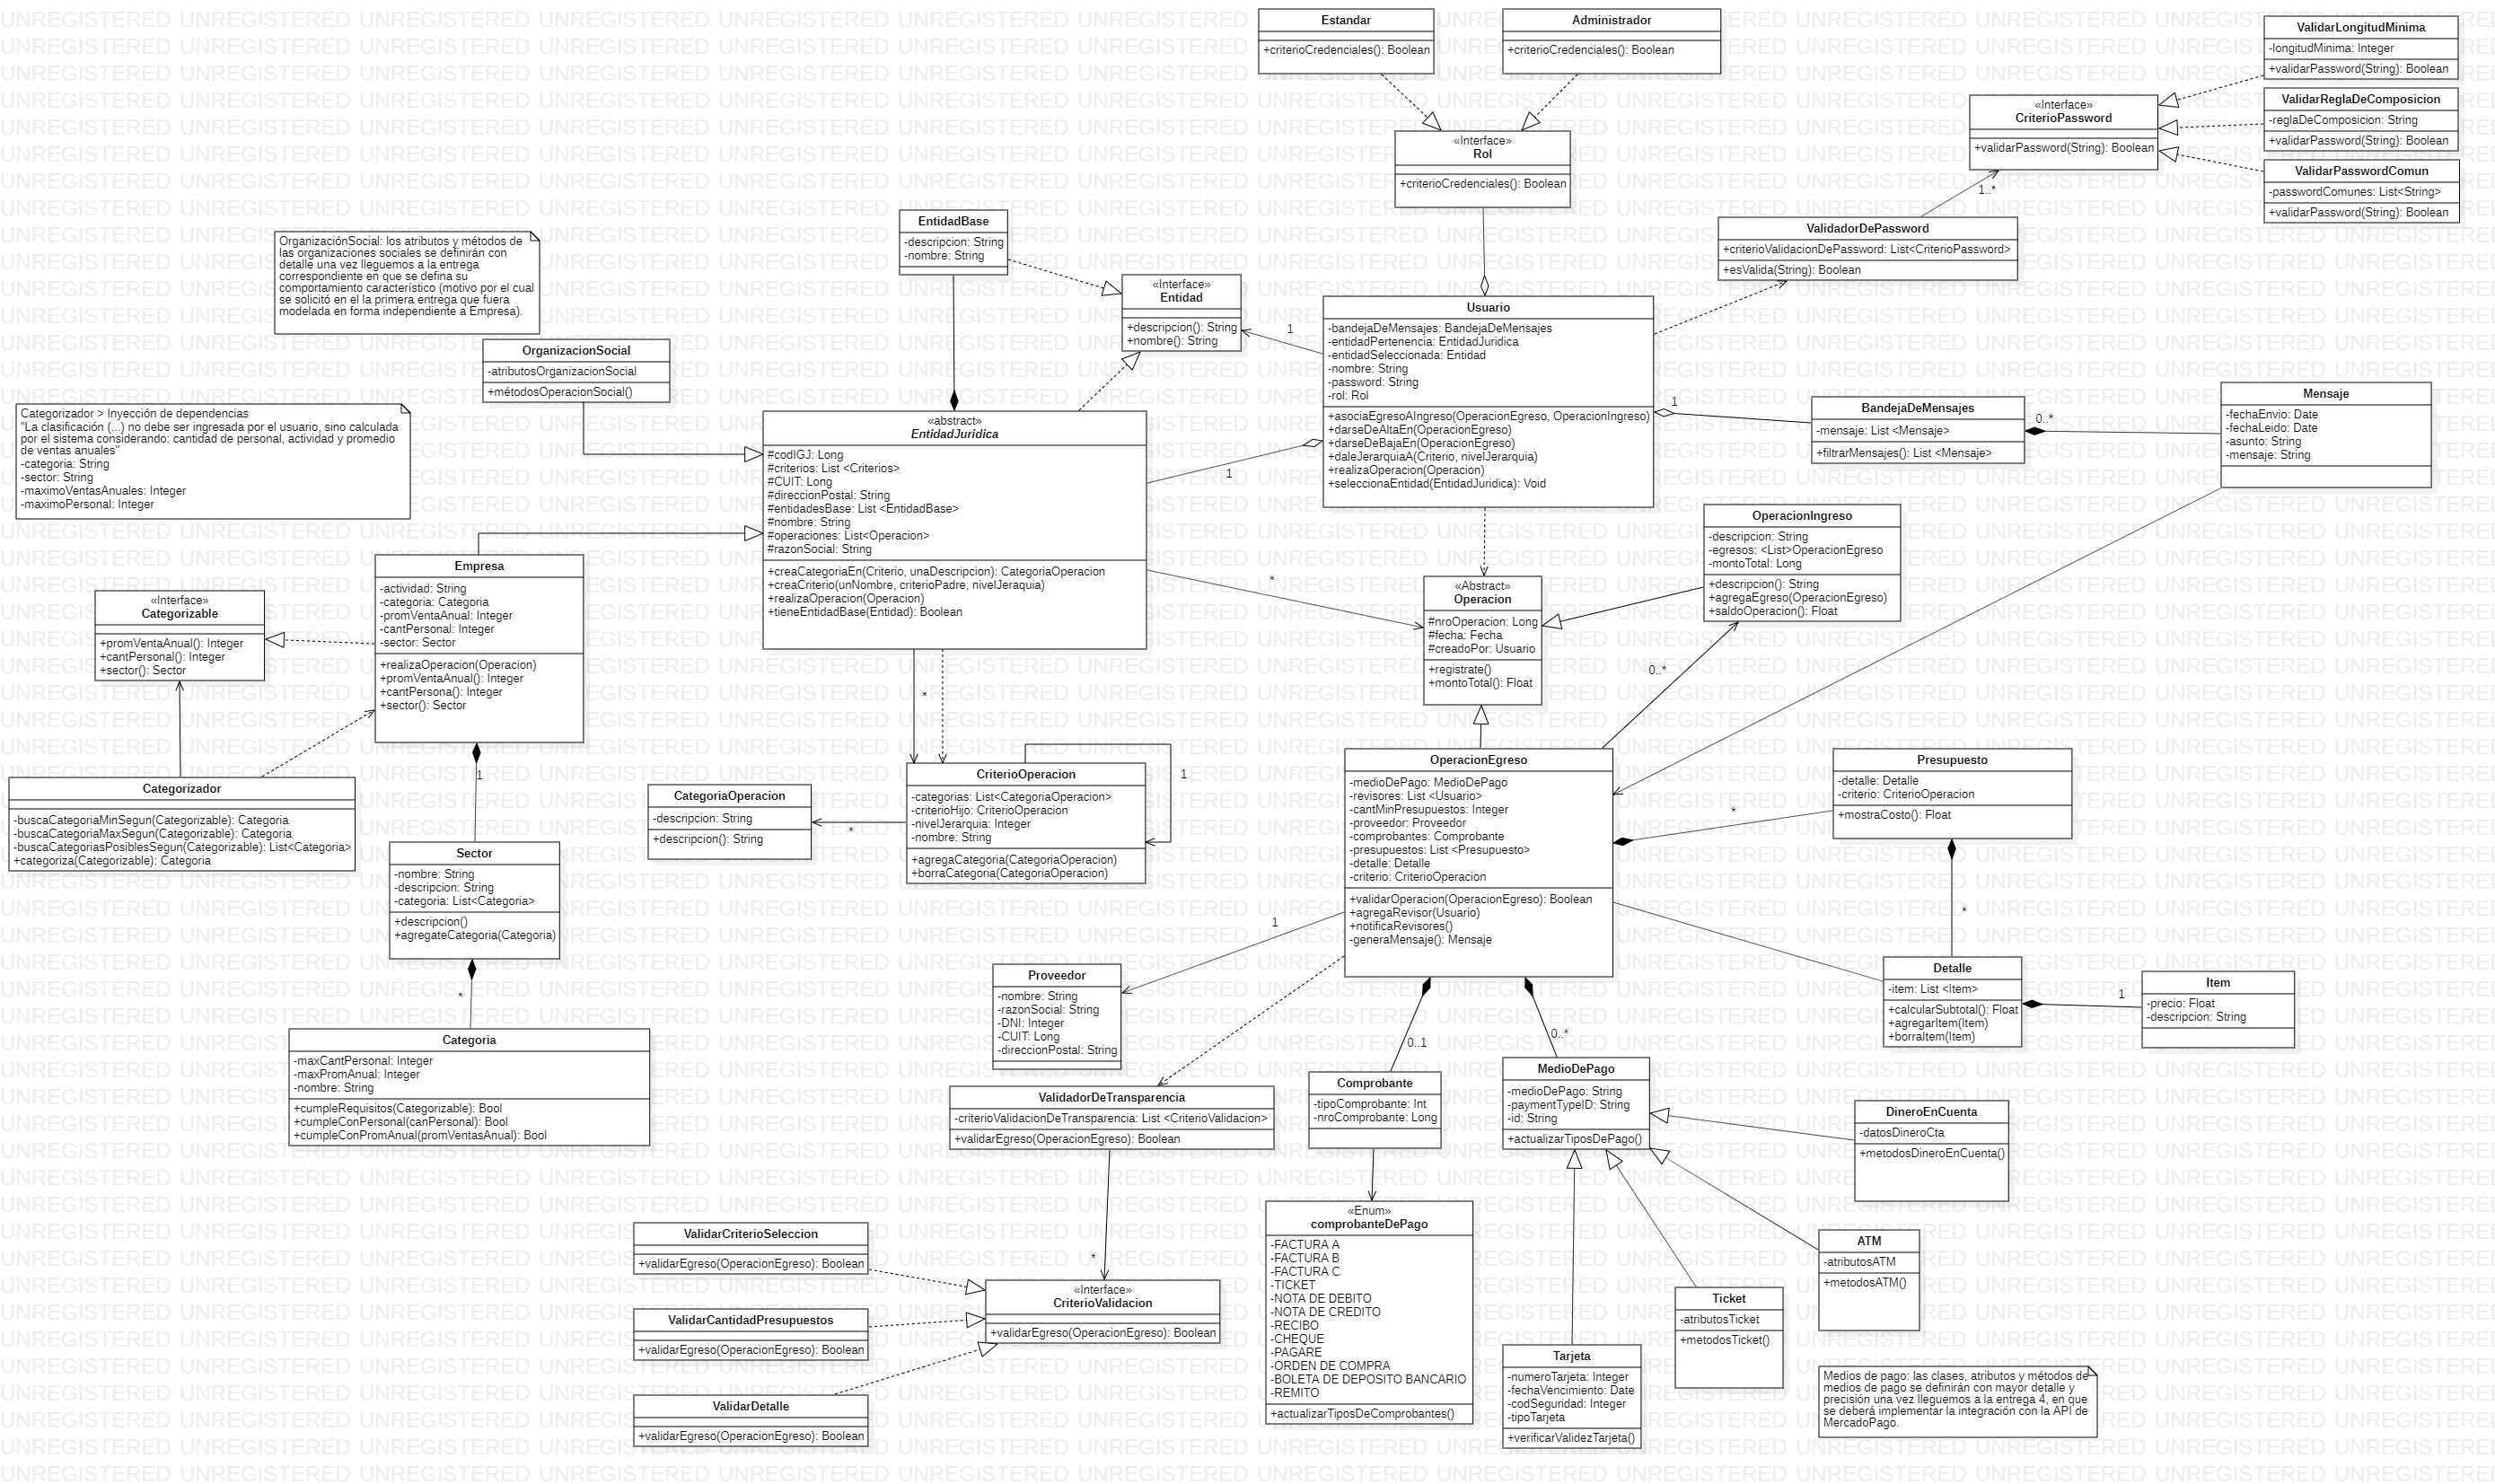 Estandar
+criterioCredenciales(): Boolean
Administrador
+criterioCredenciales(): Boolean
ValidarLongitudMinima
-longitudMinima: Integer
+validarPassword(String): Boolean
«Interface»
CriterioPassword
+validarPassword(String): Boolean
ValidarReglaDeComposicion
-reglaDeComposicion: String
+validarPassword(String): Boolean
ValidarPasswordComun
-passwordComunes: List<String>
+validarPassword(String): Boolean
1..*
«Interface»
Rol
+criterioCredenciales(): Boolean
EntidadBase
-descripcion: String
-nombre: String
ValidadorDePassword
+criterioValidacionDePassword: List<CriterioPassword>
+esValida(String): Boolean
OrganizaciónSocial: los atributos y métodos de
las organizaciones sociales se definirán con
detalle una vez lleguemos a la entrega
correspondiente en que se defina su
comportamiento característico (motivo por el cual
se solicitó en el la primera entrega que fuera
modelada en forma independiente a Empresa).
«Interface»
Entidad
+descripcion(): String
+nombre(): String
1
Usuario
-bandejaDeMensajes: BandejaDeMensajes
-entidadPertenencia: EntidadJuridica
-entidadSeleccionada: Entidad
-nombre: String
-password: String
-rol: Rol
+asociaEgresoAIngreso(OperacionEgreso, OperacionIngreso)
+darseDeAltaEn(OperacionEgreso)
+darseDeBajaEn(OperacionEgreso)
+daleJerarquiaA(Criterio, nivelJerarquia)
+realizaOperacion(Operacion)
+seleccionaEntidad(EntidadJuridica): Void
OrganizacionSocial
-atributosOrganizacionSocial
+métodosOperacionSocial()
1
BandejaDeMensajes
-mensaje: List <Mensaje>
+filtrarMensajes(): List <Mensaje>
0..*
Mensaje
-fechaEnvio: Date
-fechaLeido: Date
-asunto: String
-mensaje: String
Categorizador > Inyección de dependencias
"La clasificación (...) no debe ser ingresada por el usuario, sino calculada
por el sistema considerando: cantidad de personal, actividad y promedio
de ventas anuales"
-categoria: String
-sector: String
-maximoVentasAnuales: Integer
-maximoPersonal: Integer
«abstract»
EntidadJuridica
#codIGJ: Long
#criterios: List <Criterios>
#CUIT: Long
#direccionPostal: String
#entidadesBase: List <EntidadBase>
#nombre: String
#operaciones: List<Operacion>
#razonSocial: String
+creaCategoriaEn(Criterio, unaDescripcion): CategoriaOperacion
+creaCriterio(unNombre, criterioPadre, nivelJeraquia)
+realizaOperacion(Operacion)
+tieneEntidadBase(Entidad): Boolean
1
*
OperacionIngreso
-descripcion: String
-egresos: <List>OperacionEgreso
-montoTotal: Long
+descripcion(): String
+agregaEgreso(OperacionEgreso)
+saldoOperacion(): Float
Empresa
-actividad: String
-categoria: Categoria
-promVentaAnual: Integer
-cantPersonal: Integer
-sector: Sector
+realizaOperacion(Operacion)
+promVentaAnual(): Integer
+cantPersona(): Integer
+sector(): Sector
«Interface»
Categorizable
+promVentaAnual(): Integer
+cantPersonal(): Integer
+sector(): Sector
«Abstract»
Operacion
#nroOperacion: Long
#fecha: Fecha
#creadoPor: Usuario
+registrate()
+montoTotal(): Float
0..*
*
1
1
Categorizador
-buscaCategoriaMinSegun(Categorizable): Categoria
-buscaCategoriaMaxSegun(Categorizable): Categoria
-buscaCategoriasPosiblesSegun(Categorizable): List<Categoria>
+categoriza(Categorizable): Categoria
CategoriaOperacion
-descripcion: String
+descripcion(): String
*
CriterioOperacion
-categorias: List<CategoriaOperacion>
-criterioHijo: CriterioOperacion
-nivelJerarquia: Integer
-nombre: String
+agregaCategoria(CategoriaOperacion)
+borraCategoria(CategoriaOperacion)
OperacionEgreso
-medioDePago: MedioDePago
-revisores: List <Usuario>
-cantMinPresupuestos: Integer
-proveedor: Proveedor
-comprobantes: Comprobante
-presupuestos: List <Presupuesto>
-detalle: Detalle
-criterio: CriterioOperacion
+validarOperacion(OperacionEgreso): Boolean
+agregaRevisor(Usuario)
+notificaRevisores()
-generaMensaje(): Mensaje
*
Presupuesto
-detalle: Detalle
-criterio: CriterioOperacion
+mostraCosto(): Float
*
Sector
-nombre: String
-descripcion: String
-categoria: List<Categoria>
+descripcion()
+agregateCategoria(Categoria)
*
1
Proveedor
-nombre: String
-razonSocial: String
-DNI: Integer
-CUIT: Long
-direccionPostal: String
Detalle
-item: List <Item>
+calcularSubtotal(): Float
+agregarItem(Item)
+borraItem(Item)
1
Item
-precio: Float
-descripcion: String
Categoria
-maxCantPersonal: Integer
-maxPromAnual: Integer
-nombre: String
+cumpleRequisitos(Categorizable): Bool
+cumpleConPersonal(canPersonal): Bool
+cumpleConPromAnual(promVentasAnual): Bool
0..1
0..*
ValidadorDeTransparencia
-criterioValidacionDeTransparencia: List <CriterioValidacion>
+validarEgreso(OperacionEgreso): Boolean
Comprobante
-tipoComprobante: Int
-nroComprobante: Long
MedioDePago
-medioDePago: String
-paymentTypeID: String
-id: String
+actualizarTiposDePago()
DineroEnCuenta
-datosDineroCta
+metodosDineroEnCuenta()
*
ValidarCriterioSeleccion
+validarEgreso(OperacionEgreso): Boolean
ValidarCantidadPresupuestos
+validarEgreso(OperacionEgreso): Boolean
ValidarDetalle
+validarEgreso(OperacionEgreso): Boolean
«Interface»
CriterioValidacion
+validarEgreso(OperacionEgreso): Boolean
«Enum»
comprobanteDePago
-FACTURA A
-FACTURA B
-FACTURA C
-TICKET
-NOTA DE DEBITO
-NOTA DE CREDITO
-RECIBO
-CHEQUE
-PAGARE
-ORDEN DE COMPRA
-BOLETA DE DEPOSITO BANCARIO
-REMITO
+actualizarTiposDeComprobantes()
ATM
-atributosATM
+metodosATM()
Ticket
-atributosTicket
+metodosTicket()
Tarjeta
-numeroTarjeta: Integer
-fechaVencimiento: Date
-codSeguridad: Integer
-tipoTarjeta
+verificarValidezTarjeta()
Medios de pago: las clases, atributos y métodos de
medios de pago se definirán con mayor detalle y
precisión una vez lleguemos a la entrega 4, en que
se deberá implementar la integración con la API de
MercadoPago.
UNREGISTERED